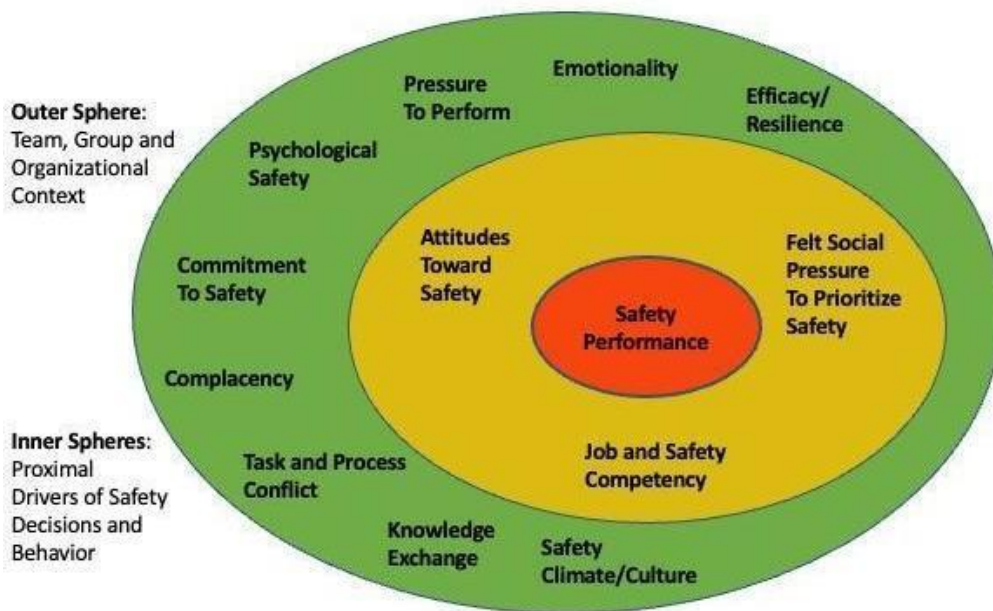 Outer Sphere:
Team, Group and
Organizational
Context
Inner Spheres:
Proximal
Drivers of Safety
Decisions and
Behavior
Pressure
To Perform
Emotionality
Efficacy/
Resilience
Psychological
Safety
Commitment
To Safety
Complacency
Task and Process
Conflict
Knowledge
Exchange
Safety
Climate/Culture
Attitudes
Toward
Safety
Felt Social
Pressure
To Prioritize
Safety
Job and Safety
Competency
Safety
Performance